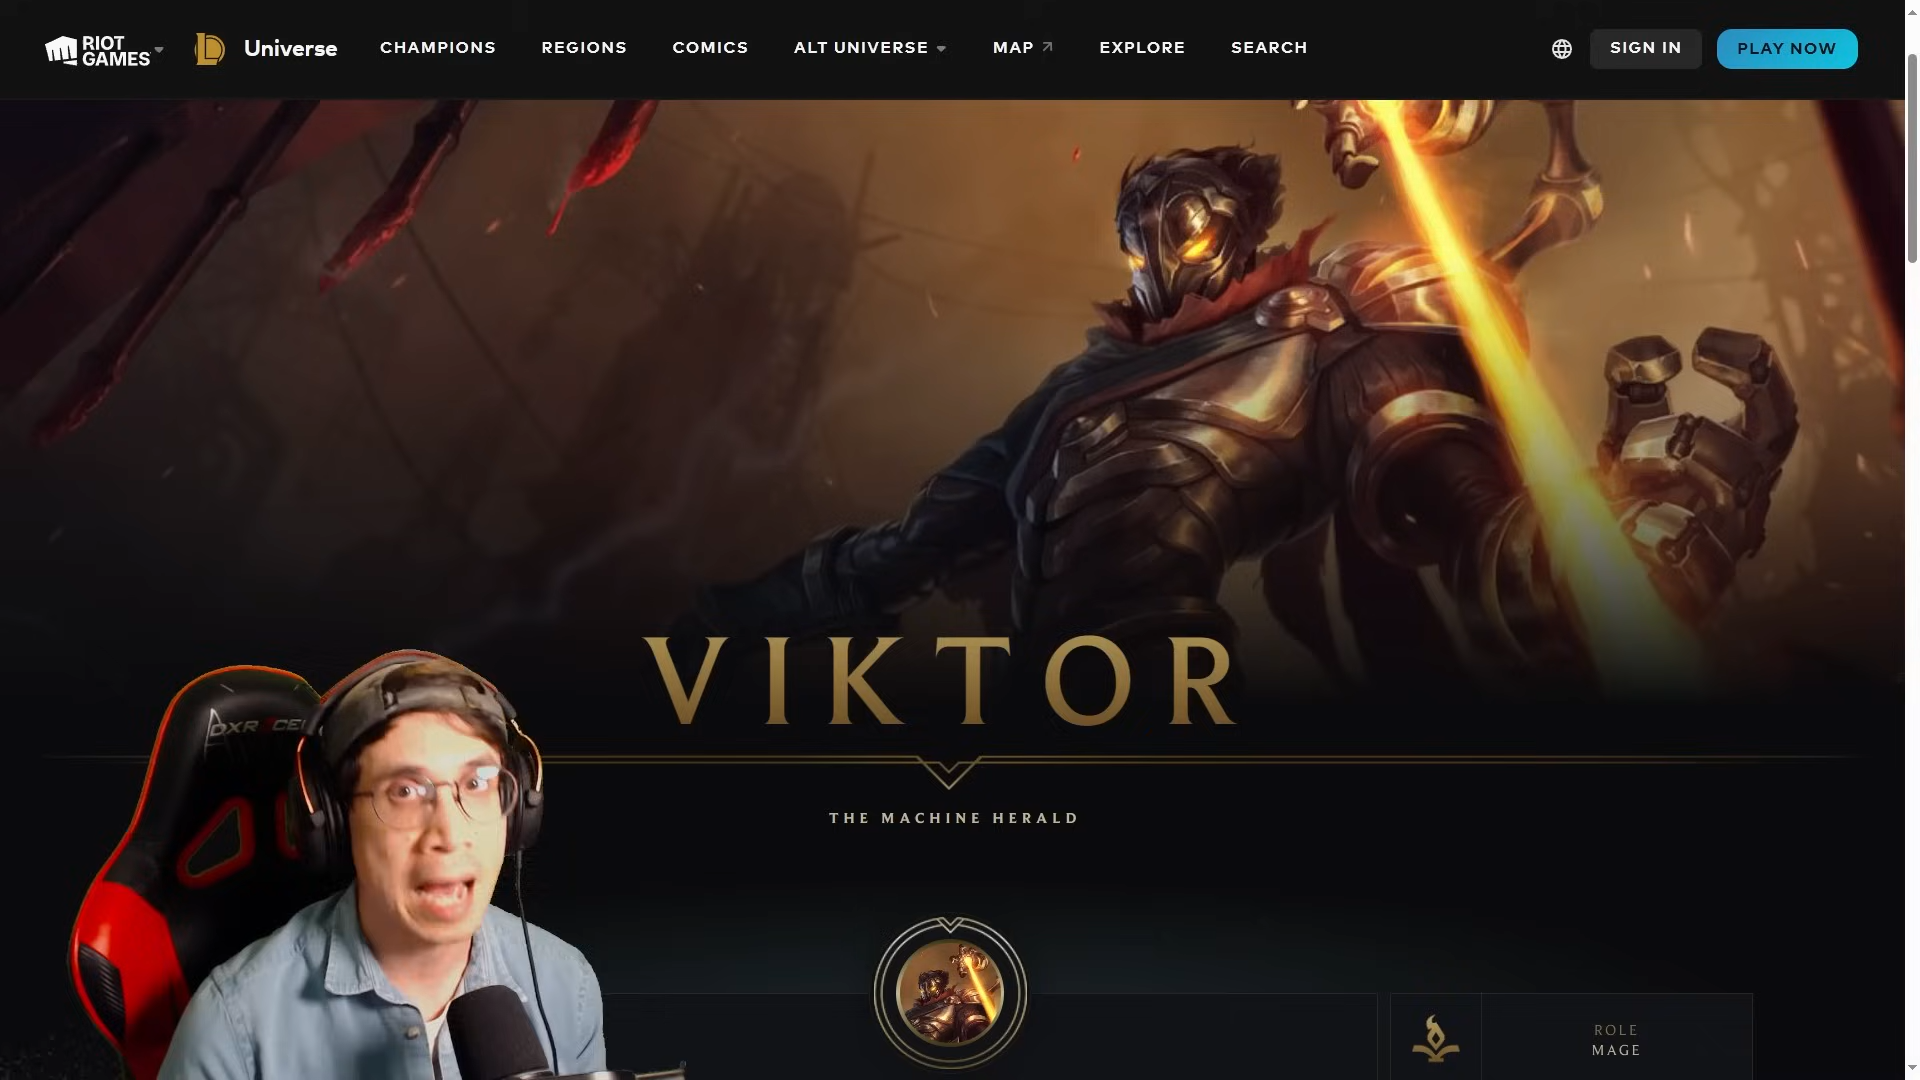 RIOT
GAMES
Universe
CHAMPIONS
REGIONS
COMICS
ALT UNIVERSE
MAP
EXPLORE
SEARCH
SIGN IN
PLAY NOW
VIKTOR
THE MACHINE HERALD
ROLE
MAGE